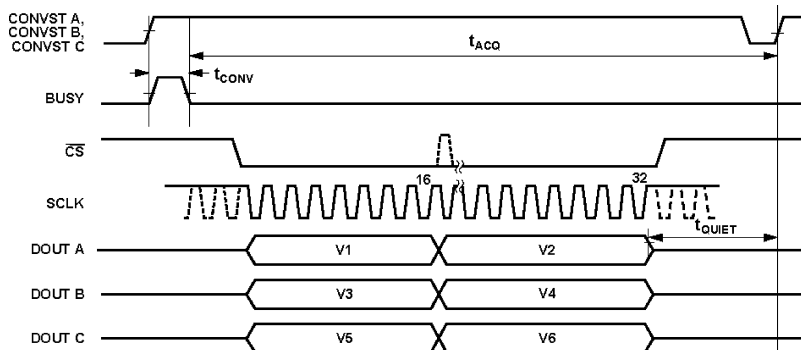 CONVST A,
CONVST B,
CONVST C
tACQ
tCONV
BUSY
CS
16
32
SCLK
tQUIET
DOUT A
V1
V2
DOUT B
V3
V4
DOUT C
V5
V6